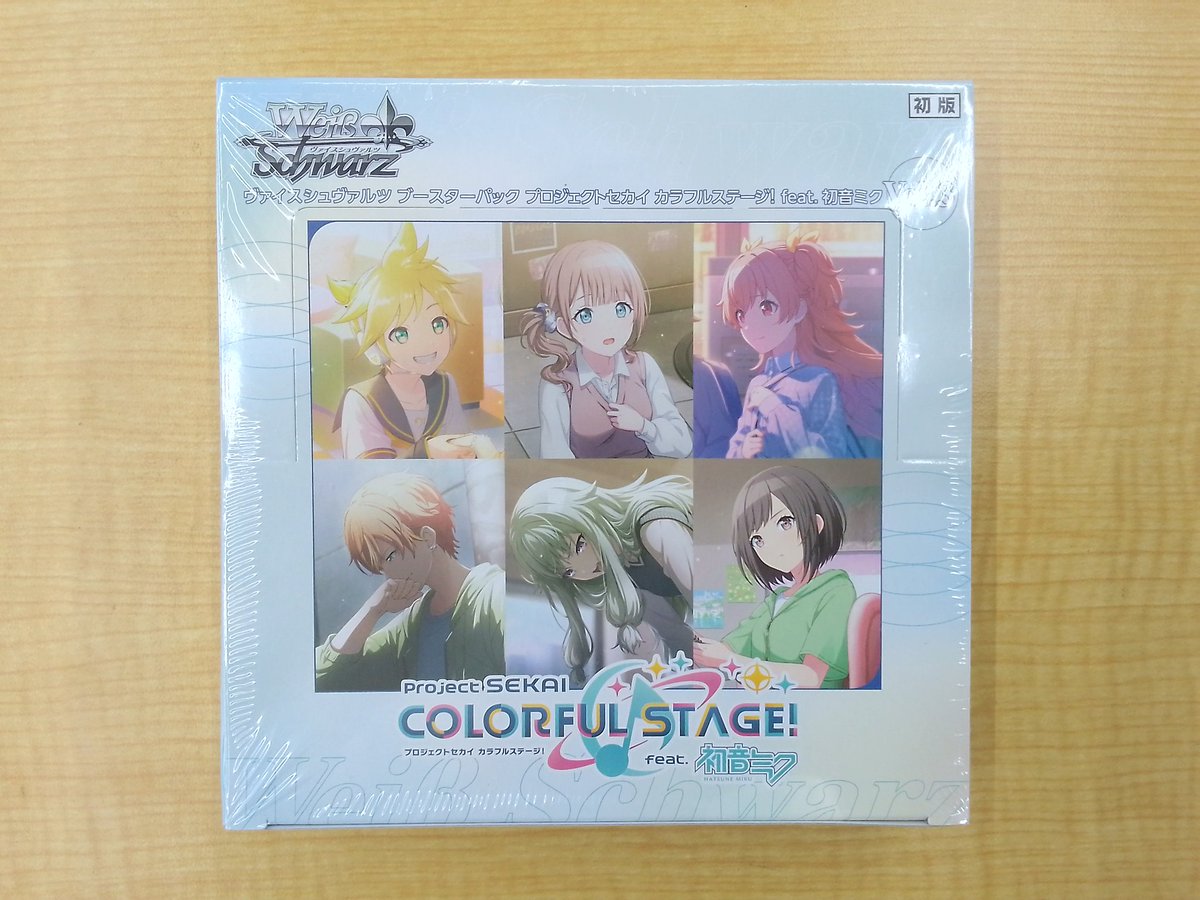 Weiß
初版
ヴァイスシュヴァルツ
Schwarz
ヴァイスシュヴァルツ ブースターパック プロジェクトセカイ カラフルステージ! feat. 初音ミク
Project SEKAI
COLORFUL STAGE!
プロジェクトセカイ カラフルステージ!
feat. 初音ミク
HATSUNE MIKU
Weiß Schwarz